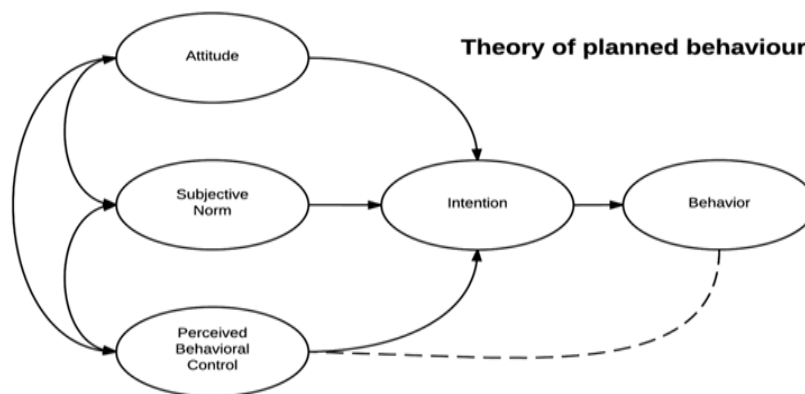 Theory of planned behaviour
Attitude
Subjective
Norm
Intention
Behavior
Perceived
Behavioral
Control